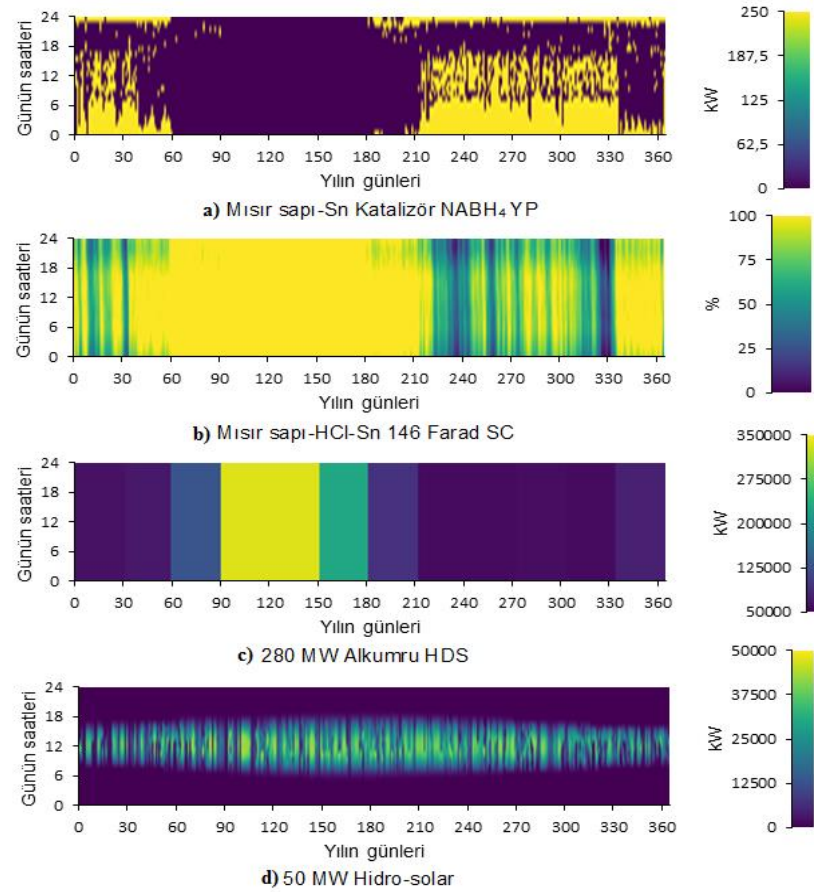 24
18
12
6
0
Günün saatleri
0 30 60 90 120 150 180 210 240 270 300 330 360
Yılın günleri
250
187,5
125
62,5
0
kW
a) Mısır sapı-Sn Katalizör NABH₄ YP
24
18
12
6
0
Günün saatleri
0 30 60 90 120 150 180 210 240 270 300 330 360
Yılın günleri
100
75
50
25
0
%
b) Mısır sapı-HCl-Sn 146 Farad SC
24
18
12
6
0
Günün saatleri
0 30 60 90 120 150 180 210 240 270 300 330 360
Yılın günleri
350000
275000
200000
125000
50000
kW
c) 280 MW Alkumru HDS
24
18
12
6
0
Günün saatleri
0 30 60 90 120 150 180 210 240 270 300 330 360
Yılın günleri
50000
37500
25000
12500
0
kW
d) 50 MW Hidro-solar